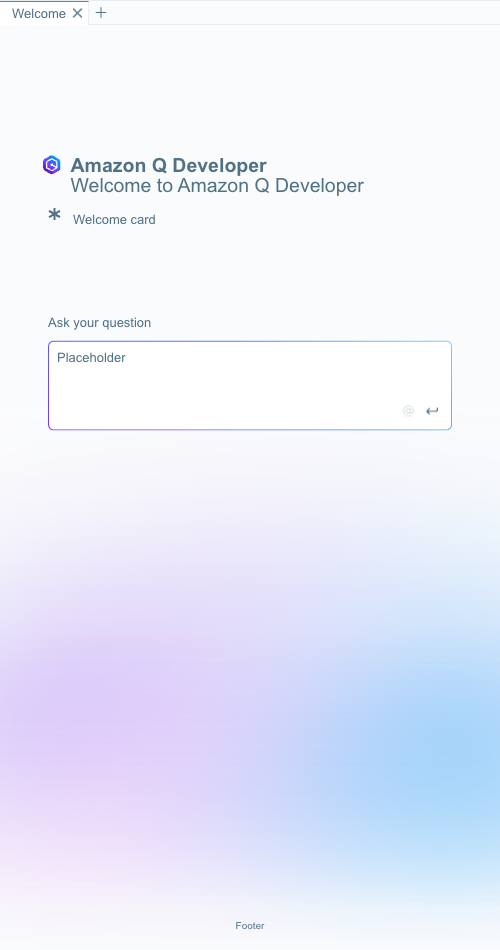 Welcome
Amazon Q Developer
Welcome to Amazon Q Developer
Welcome card
Ask your question
Placeholder
@
Footer